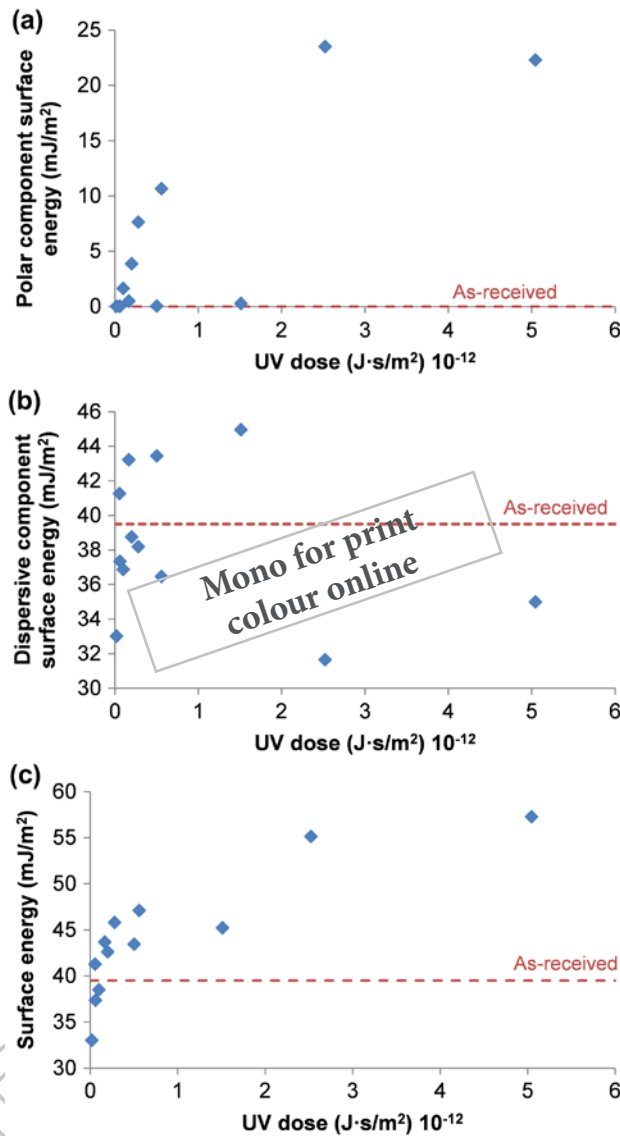 (a)
Polar component surface
energy (mJ/m²)
25
20
15
10
5
0
As-received
0 1 2 3 4 5 6
UV dose (J·s/m²) 10⁻¹²
(b)
Dispersive component
surface energy (mJ/m²)
46
44
42
40
38
36
34
32
30
As-received
Mono for print
colour online
0 1 2 3 4 5 6
UV dose (J·s/m²) 10⁻¹²
(c)
Surface energy (mJ/m²)
60
55
50
45
40
35
30
As-received
0 1 2 3 4 5 6
UV dose (J·s/m²) 10⁻¹²